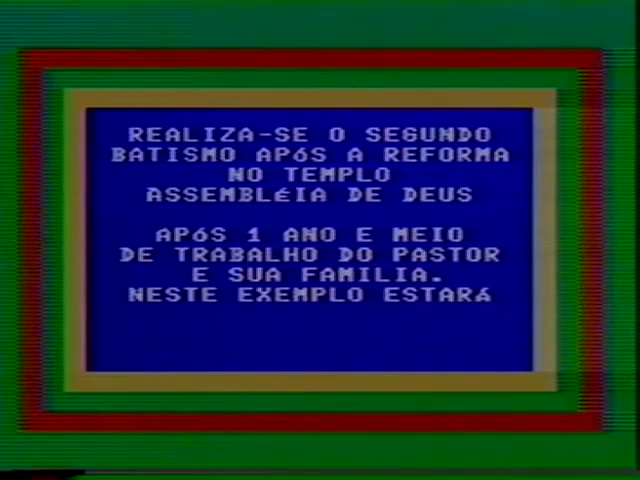 REALIZA-SE O SEGUNDO
BATISMO APÓS A REFORMA
NO TEMPLO
ASSEMBLÉIA DE DEUS
APÓS 1 ANO E MEIO
DE TRABALHO DO PASTOR
E SUA FAMILIA.
NESTE EXEMPLO ESTARÁ